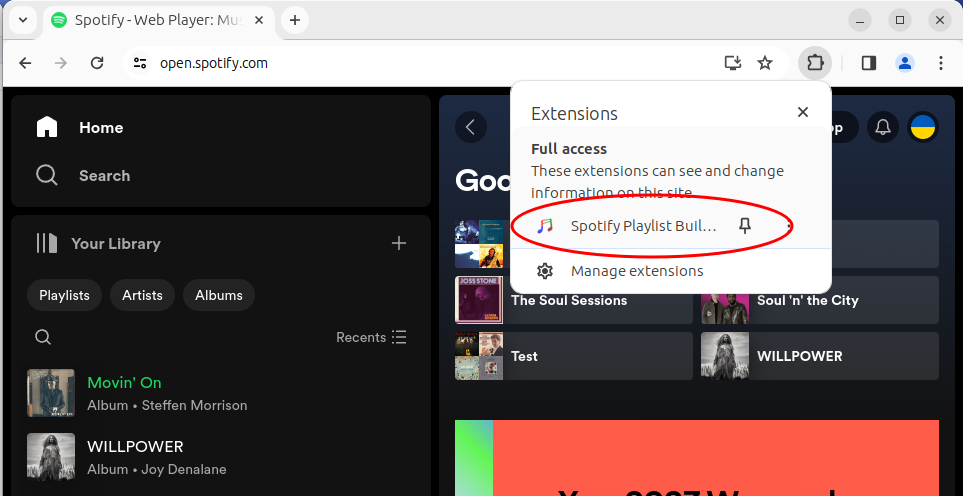 Spotify - Web Player: Mu
open.spotify.com
Home
Search
Your Library
Playlists
Artists
Albums
Recents
Movin' On
Album • Steffen Morrison
WILLPOWER
Album • Joy Denalane
Extensions
Full access
These extensions can see and change
information on this site
Spotify Playlist Buil...
Manage extensions
Goo
op
JOSS STONE
The Soul Sessions
Soul 'n' the City
Test
WILLPOWER